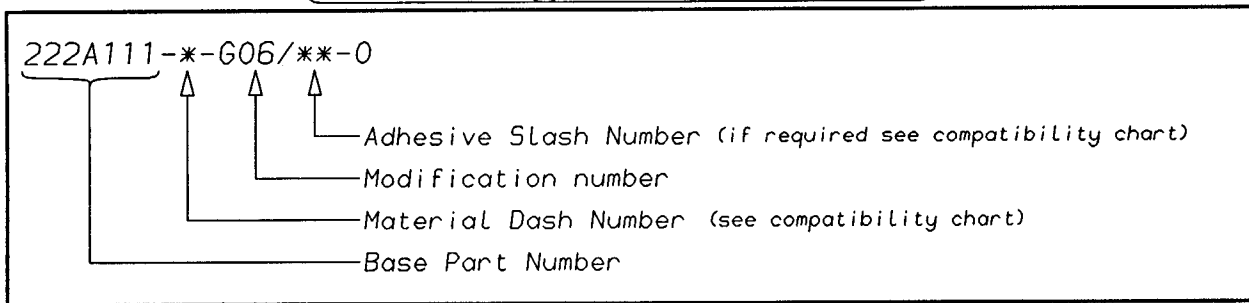 222A111-*-G06/**-0
Adhesive Slash Number (if required see compatibility chart)
Modification number
Material Dash Number (see compatibility chart)
Base Part Number